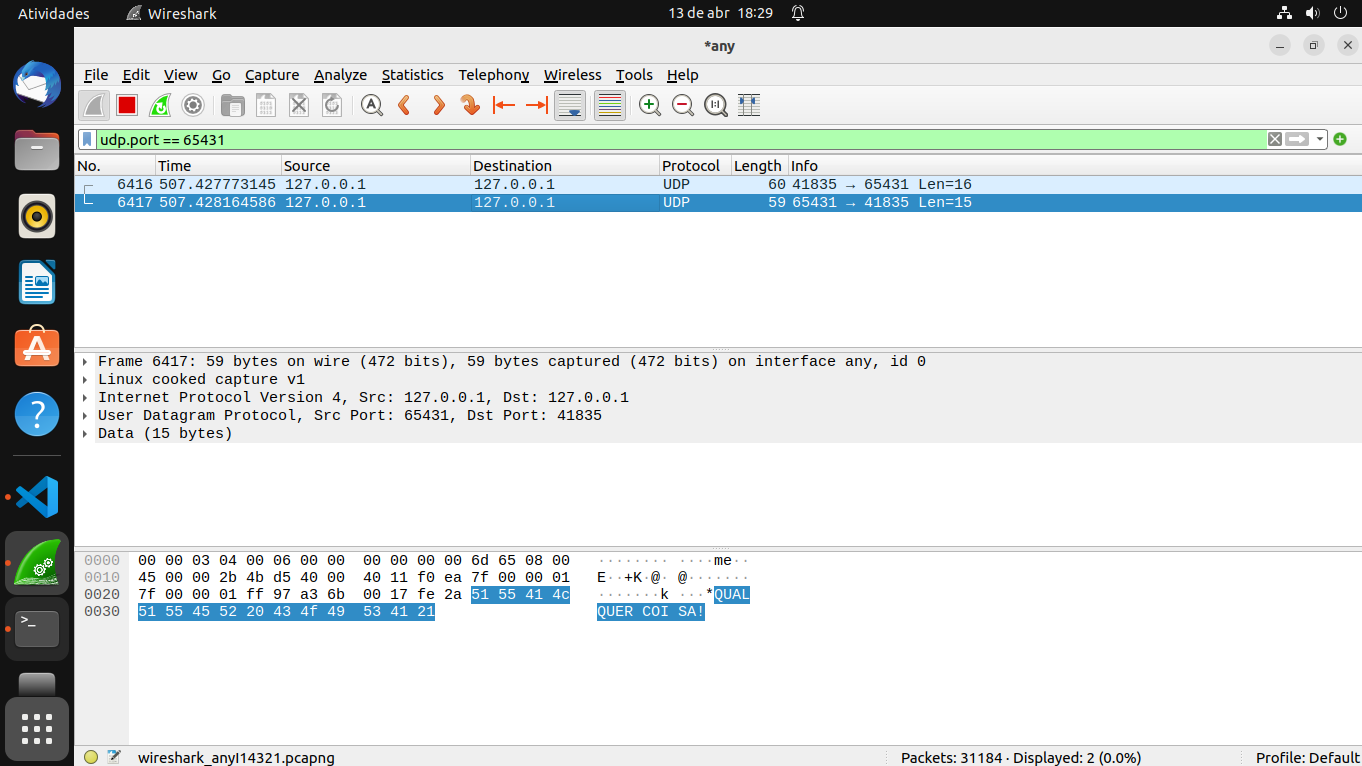 Atividades Wireshark 13 de abr 18:29
*any
File Edit View Go Capture Analyze Statistics Telephony Wireless Tools Help
udp.port == 65431
No. Time Source Destination Protocol Length Info
6416 507.427773145 127.0.0.1 127.0.0.1 UDP 60 41835 → 65431 Len=16
6417 507.428164586 127.0.0.1 127.0.0.1 UDP 59 65431 → 41835 Len=15
Frame 6417: 59 bytes on wire (472 bits), 59 bytes captured (472 bits) on interface any, id 0
Linux cooked capture v1
Internet Protocol Version 4, Src: 127.0.0.1, Dst: 127.0.0.1
User Datagram Protocol, Src Port: 65431, Dst Port: 41835
Data (15 bytes)
0000 00 00 03 04 00 06 00 00 00 00 00 00 6d 65 08 00 ········ ····me··
0010 45 00 00 2b 4b d5 40 00 40 11 f0 ea 7f 00 00 01 E··+K·@· @·······
0020 7f 00 00 01 ff 97 a3 6b 00 17 fe 2a 51 55 41 4c ·······k ···*QUAL
0030 51 55 45 52 20 43 4f 49 53 41 21 QUER COI SA!
wireshark_anyI14321.pcapng Packets: 31184 · Displayed: 2 (0.0%) Profile: Default